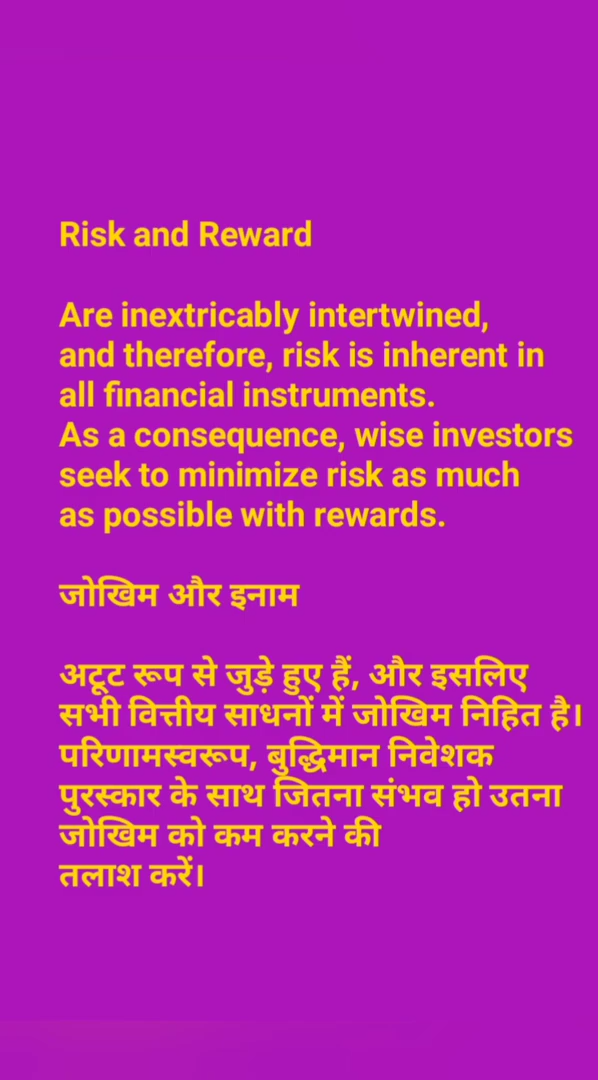 Risk and Reward
Are inextricably intertwined,
and therefore, risk is inherent in
all financial instruments.
As a consequence, wise investors
seek to minimize risk as much
as possible with rewards.
जोखिम और इनाम
अटूट रूप से जुड़े हुए हैं, और इसलिए
सभी वित्तीय साधनों में जोखिम निहित है।
परिणामस्वरूप, बुद्धिमान निवेशक
पुरस्कार के साथ जितना संभव हो उतना
जोखिम को कम करने की
तलाश करें।